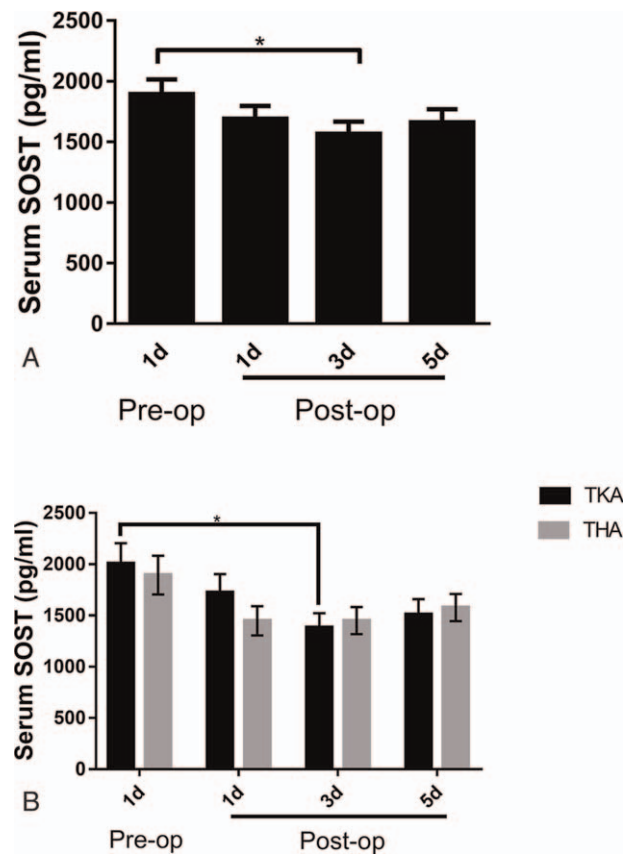 Serum SOST (pg/ml)
2500
2000
1500
1000
500
0
*
1d
1d
3d
5d
Pre-op
Post-op
A
TKA
THA
Serum SOST (pg/ml)
2500
2000
1500
1000
500
0
*
1d
1d
3d
5d
Pre-op
Post-op
B